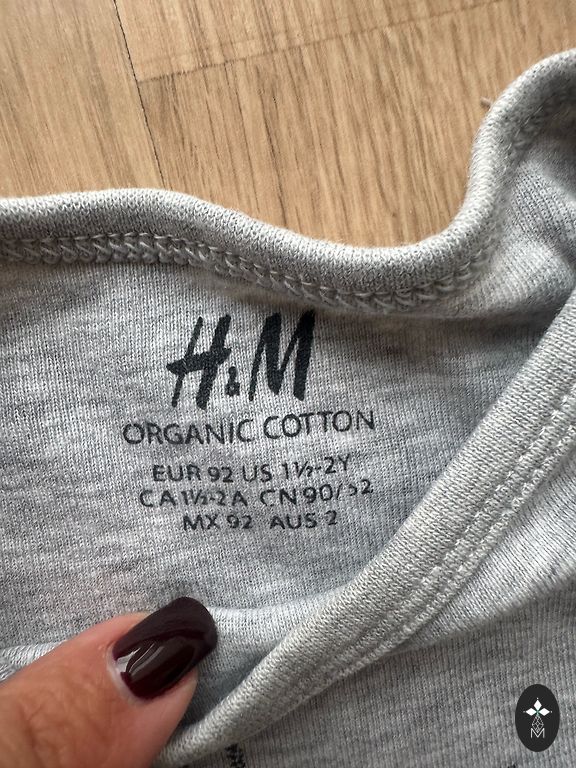 H&M
ORGANIC COTTON
EUR 92 US 1½-2Y
CA 1½-2A CN 90/52
MX 92 AUS 2
M